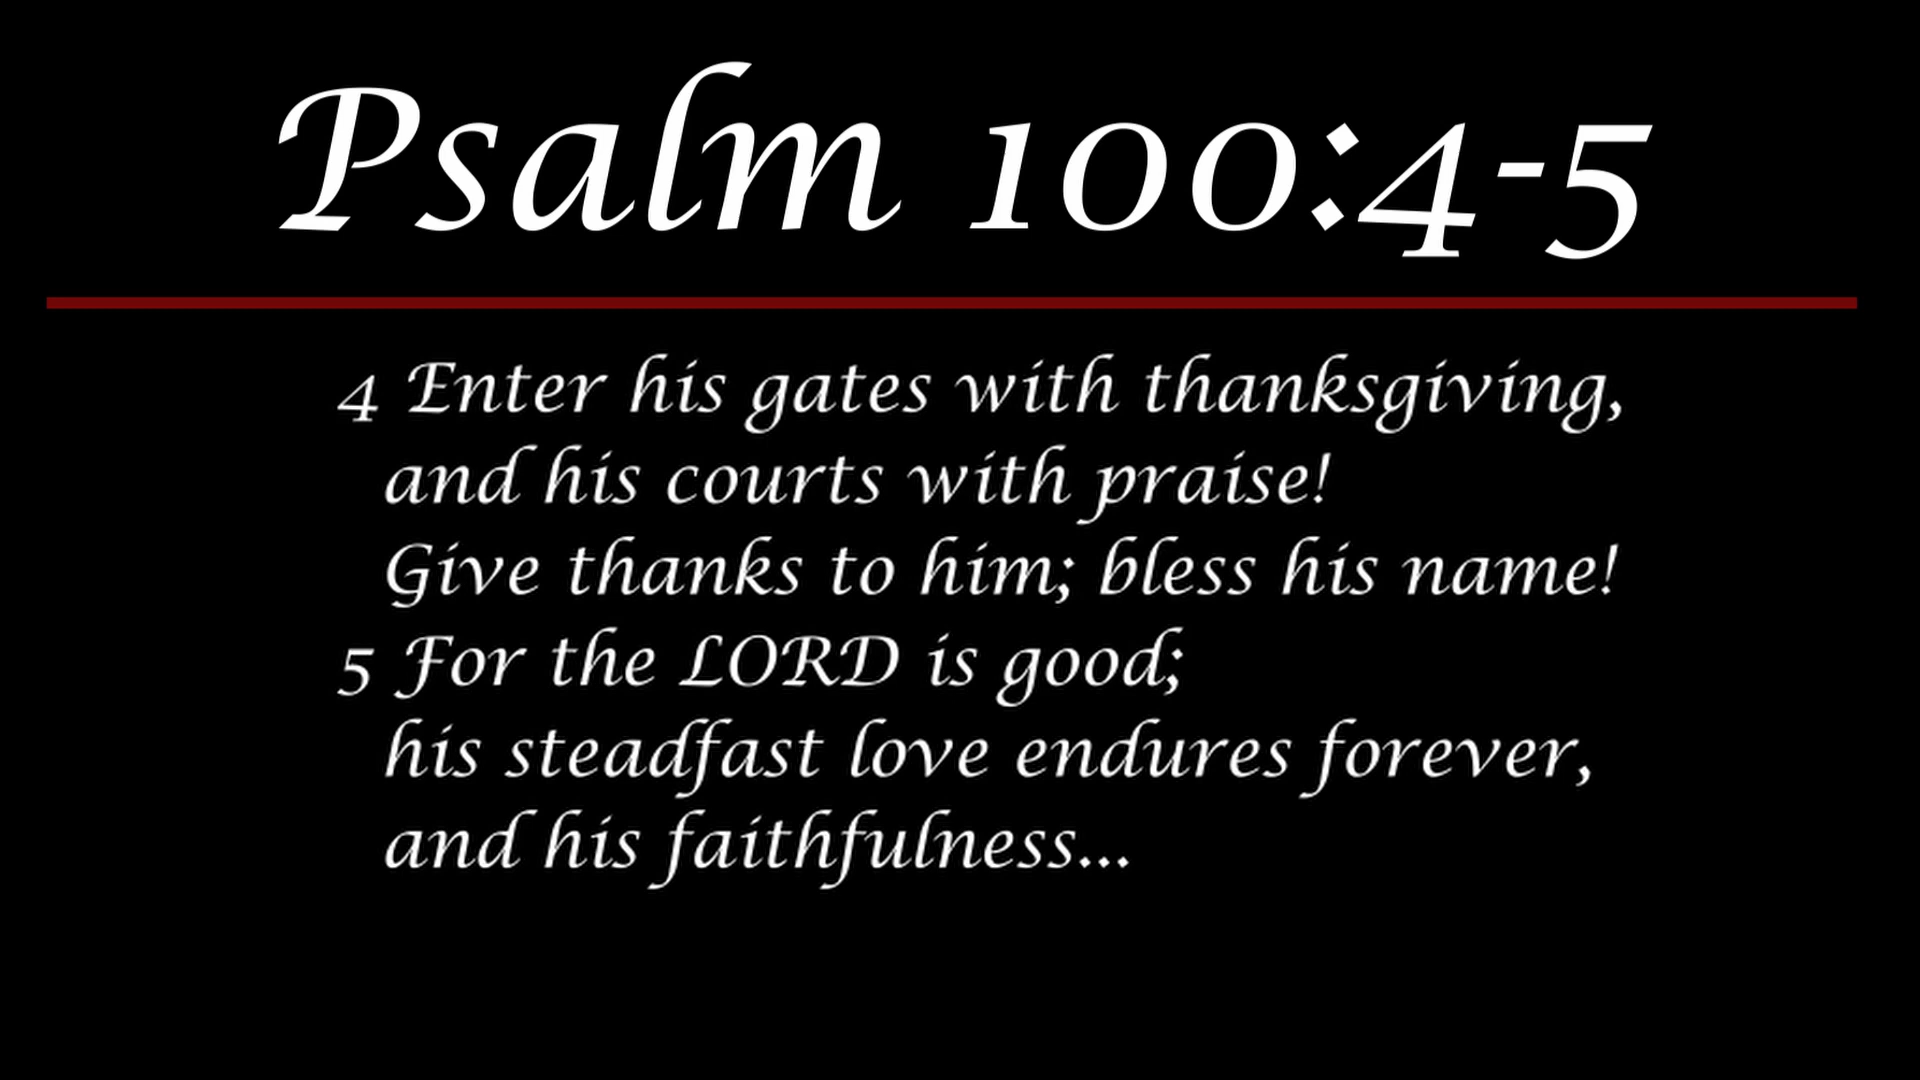 Psalm 100:4-5
4 Enter his gates with thanksgiving,
and his courts with praise!
Give thanks to him; bless his name!
5 For the LORD is good;
his steadfast love endures forever,
and his faithfulness...